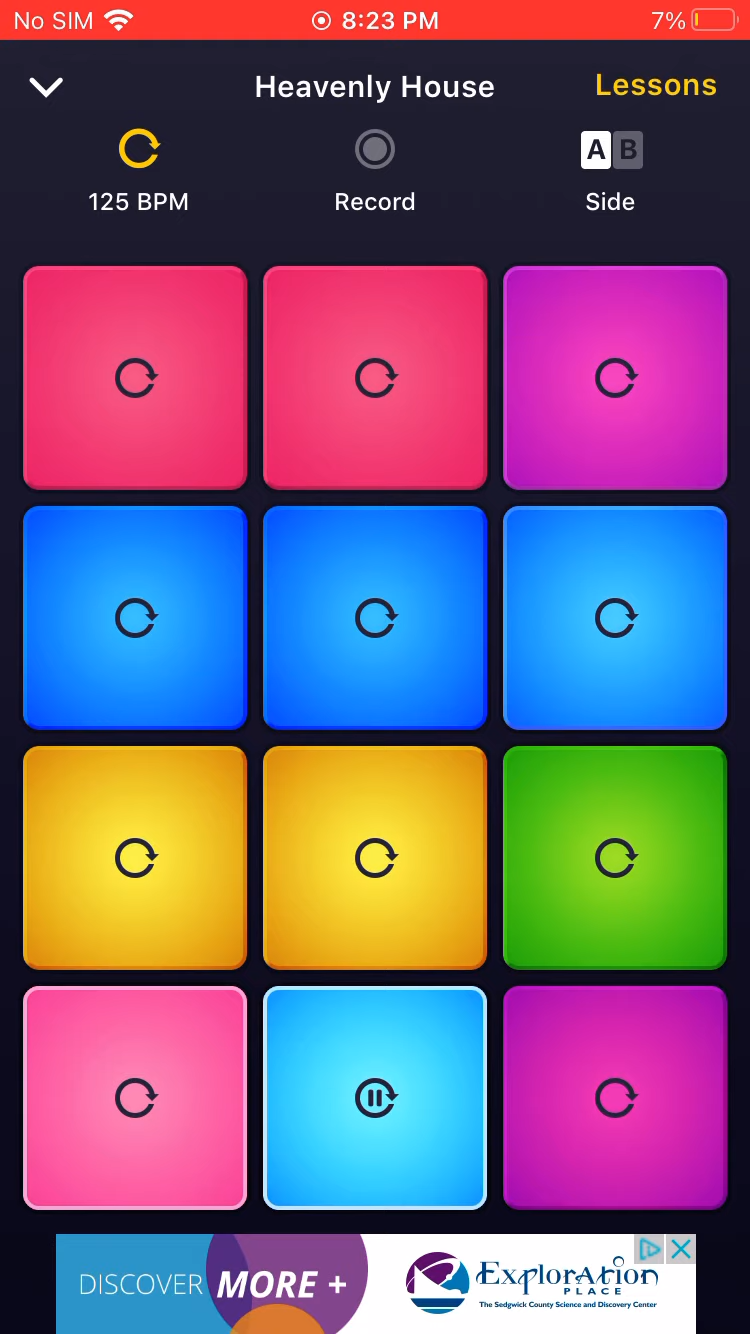 No SIM 8:23 PM 7%
Heavenly House Lessons
A B
125 BPM Record Side
DISCOVER MORE +
ExplorAtion
PLACE
The Sedgwick County Science and Discovery Center